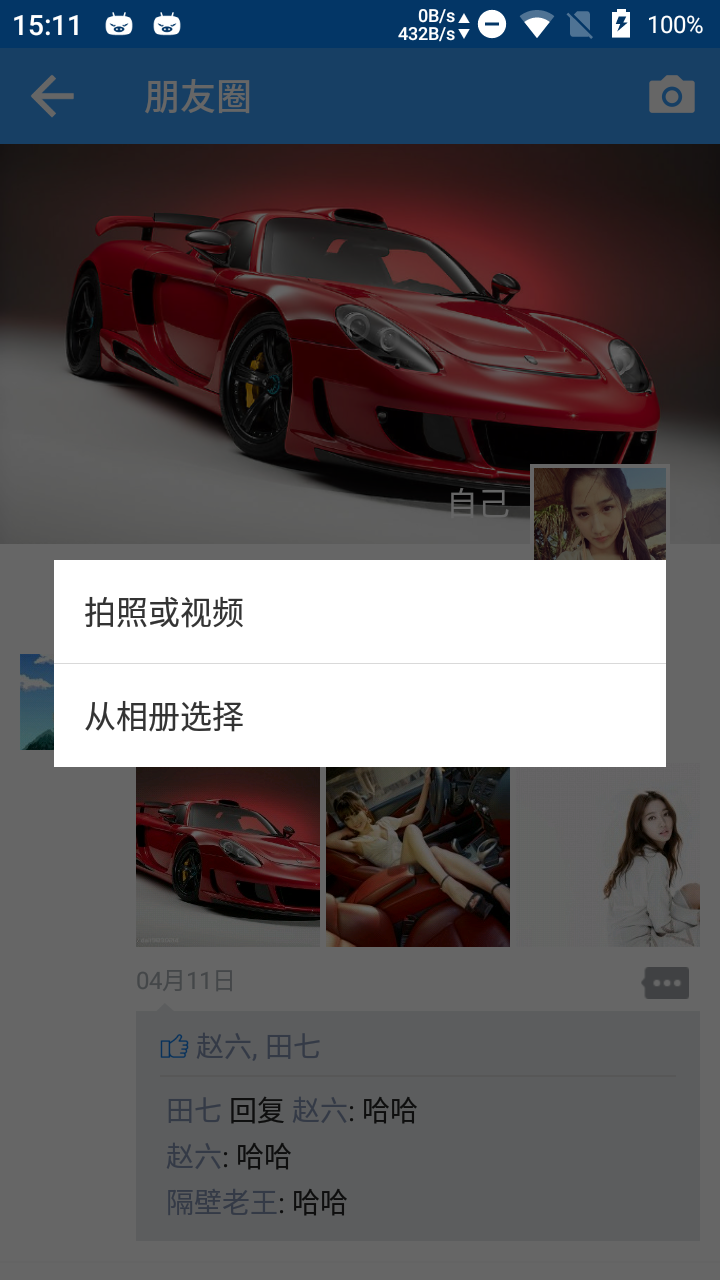 15:11
0B/s
432B/s
100%
朋友圈
自己
拍照或视频
从相册选择
04月11日
赵六, 田七
田七 回复 赵六: 哈哈
赵六: 哈哈
隔壁老王: 哈哈